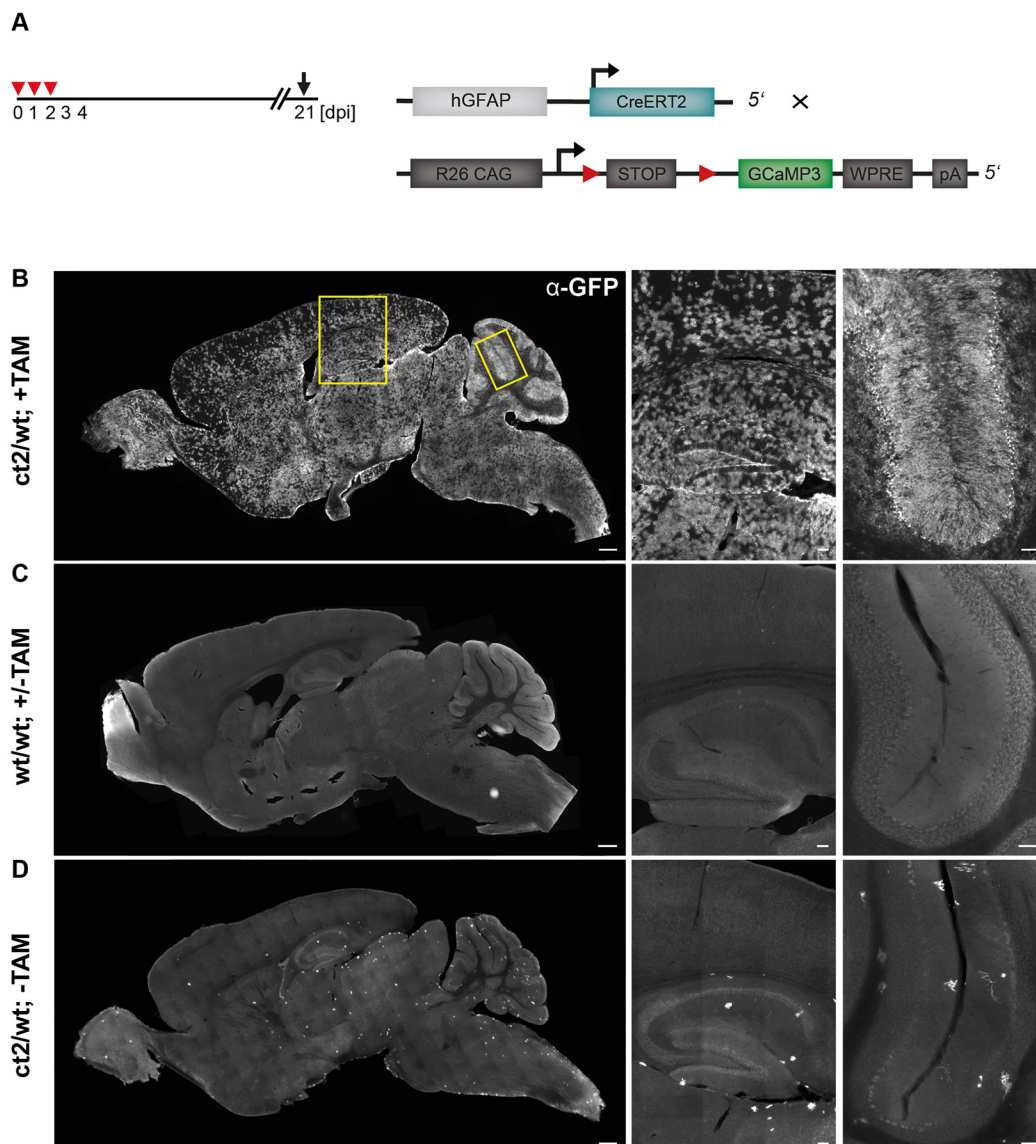 A
0 1 2 3 4
21 [dpi]
hGFAP
CreERT2
5‘
×
R26 CAG
STOP
GCaMP3
WPRE
pA
5‘
B
α-GFP
ct2/wt; +TAM
C
wt/wt; +/-TAM
D
ct2/wt; -TAM